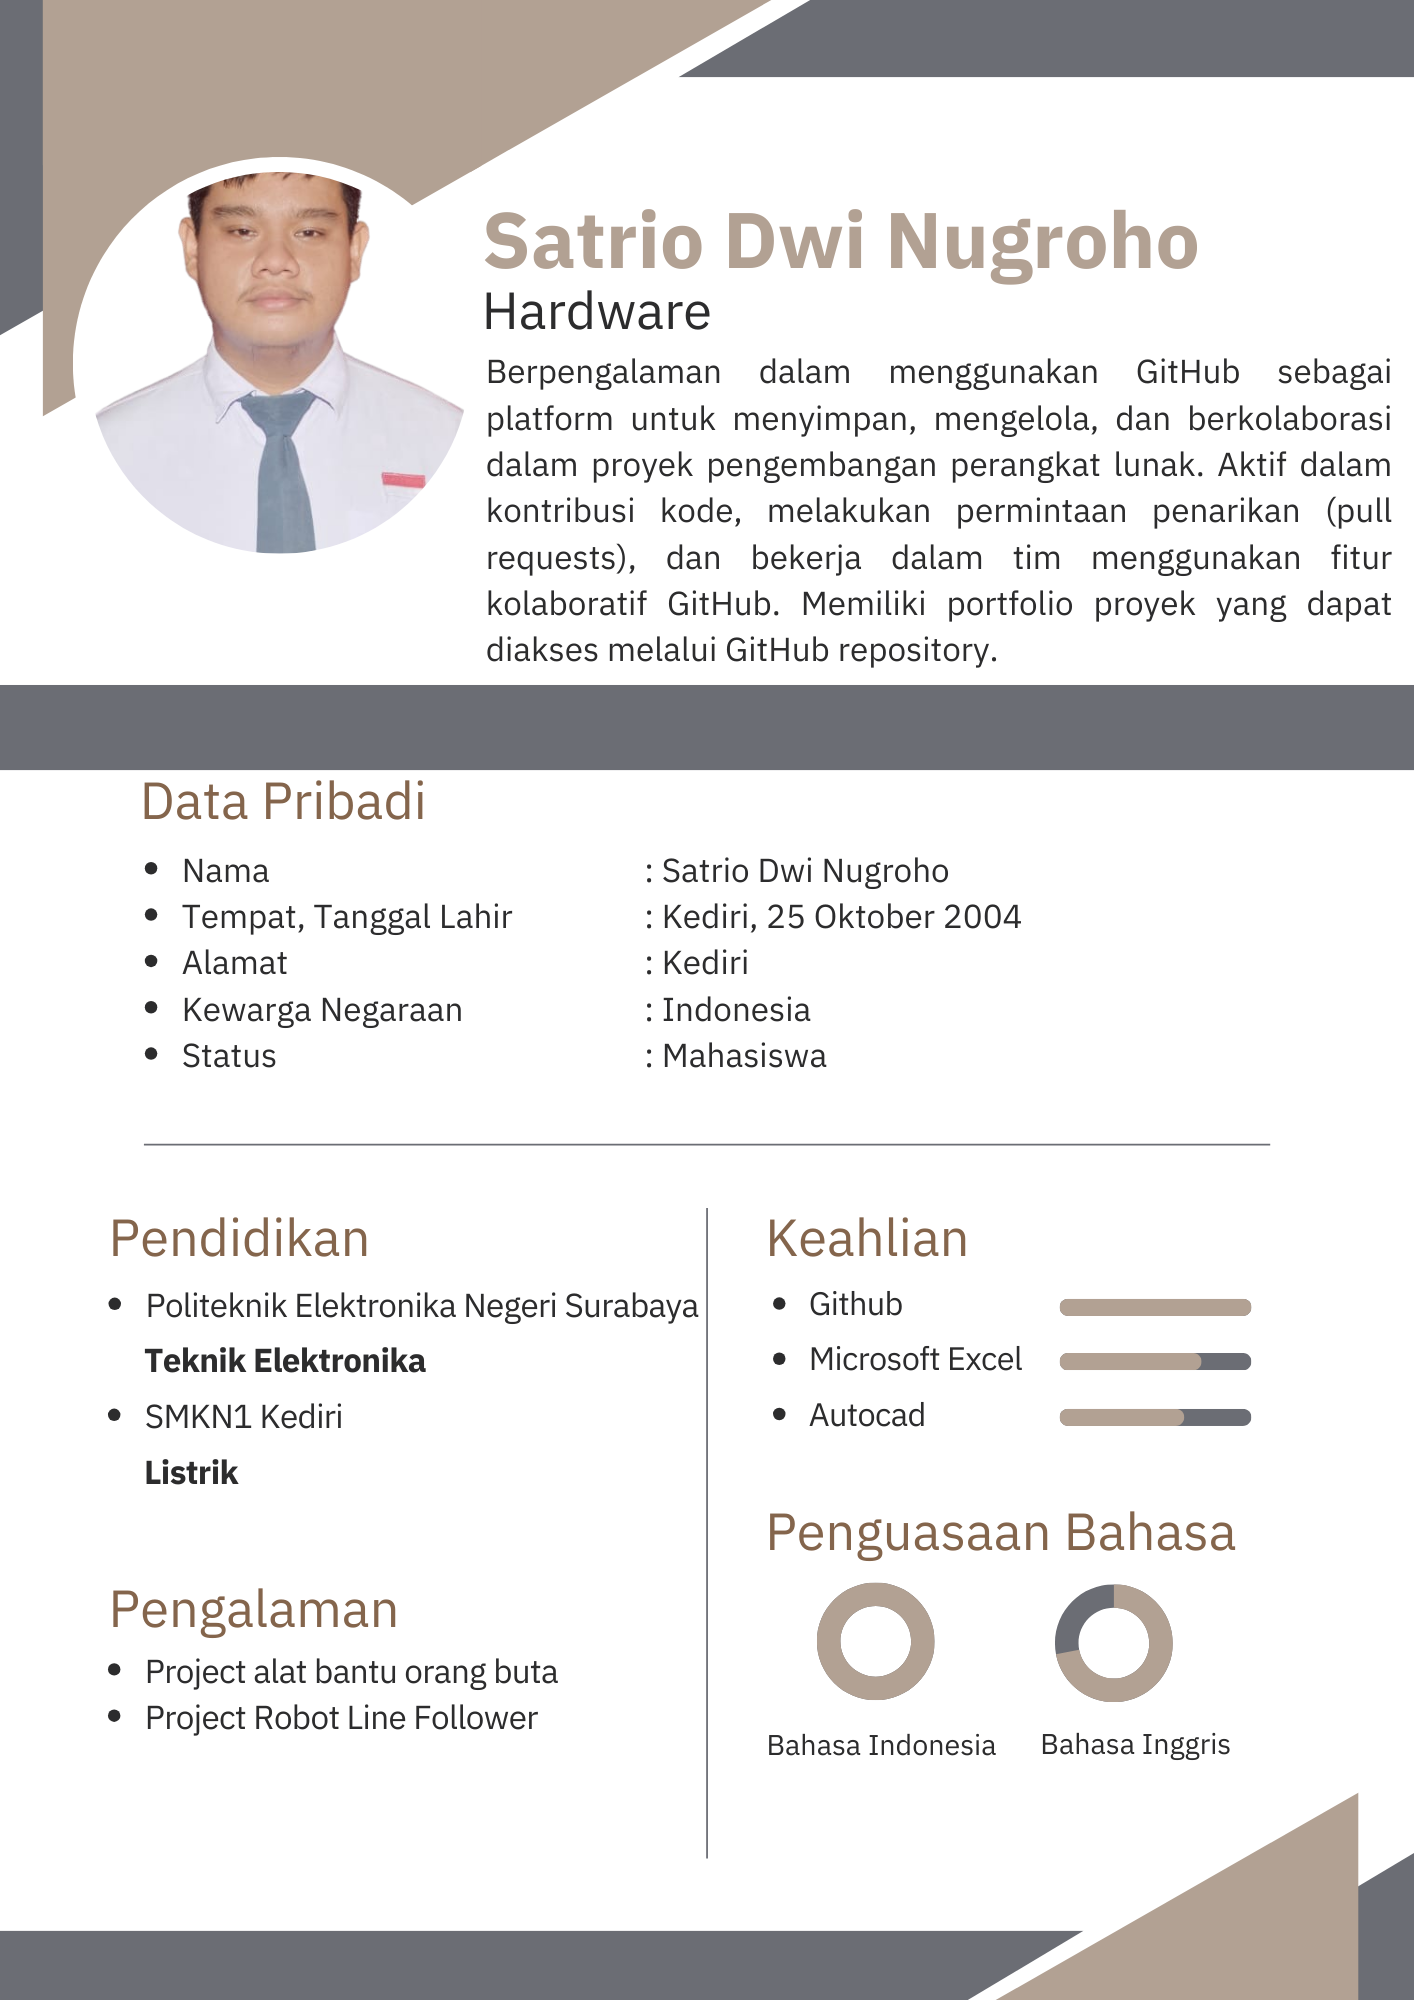 Satrio Dwi Nugroho
Hardware
Berpengalaman dalam menggunakan GitHub sebagai
platform untuk menyimpan, mengelola, dan berkolaborasi
dalam proyek pengembangan perangkat lunak. Aktif dalam
kontribusi kode, melakukan permintaan penarikan (pull
requests), dan bekerja dalam tim menggunakan fitur
kolaboratif GitHub. Memiliki portfolio proyek yang dapat
diakses melalui GitHub repository.
Data Pribadi
• Nama : Satrio Dwi Nugroho
• Tempat, Tanggal Lahir : Kediri, 25 Oktober 2004
• Alamat : Kediri
• Kewarga Negaraan : Indonesia
• Status : Mahasiswa
Pendidikan
• Politeknik Elektronika Negeri Surabaya
Teknik Elektronika
• SMKN1 Kediri
Listrik
Pengalaman
• Project alat bantu orang buta
• Project Robot Line Follower
Keahlian
• Github
• Microsoft Excel
• Autocad
Penguasaan Bahasa
Bahasa Indonesia
Bahasa Inggris